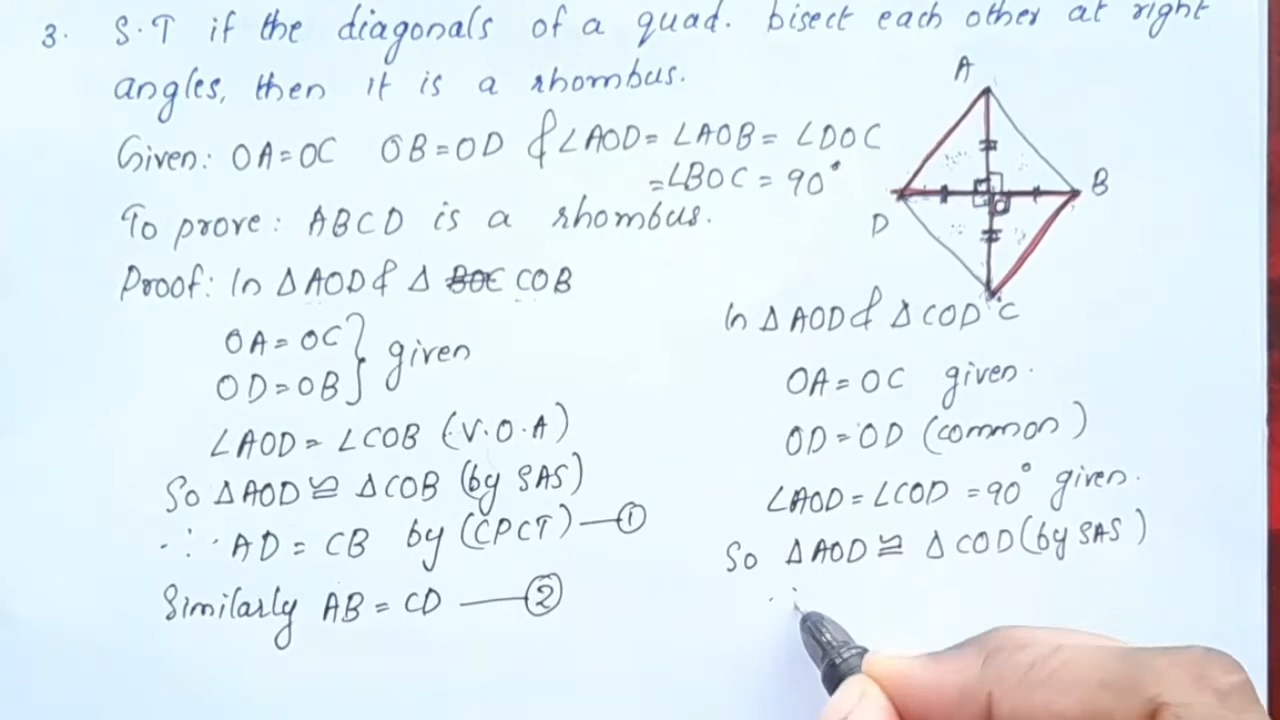 3. S.T if the diagonals of a quad. bisect each other at right
angles, then it is a rhombus.
Given: OA=OC OB=OD & ∠AOD= ∠AOB= ∠DOC
=∠BOC = 90°
To prove: ABCD is a rhombus.
Proof: In ∆AOD & ∆ BOC COB
OA= OC } given
OD=OB
∠AOD= ∠COB (V.O.A)
So ∆AOD ≅ ∆COB (by SAS)
∴ AD = CB by (CPCT) — ①
Similarly AB = CD — ②
A
B
D
O
C
In ∆AOD & ∆COD
OA=OC given.
OD=OD (common)
∠AOD=∠COD =90° given.
So ∆AOD ≅ ∆COD (by SAS)
∴